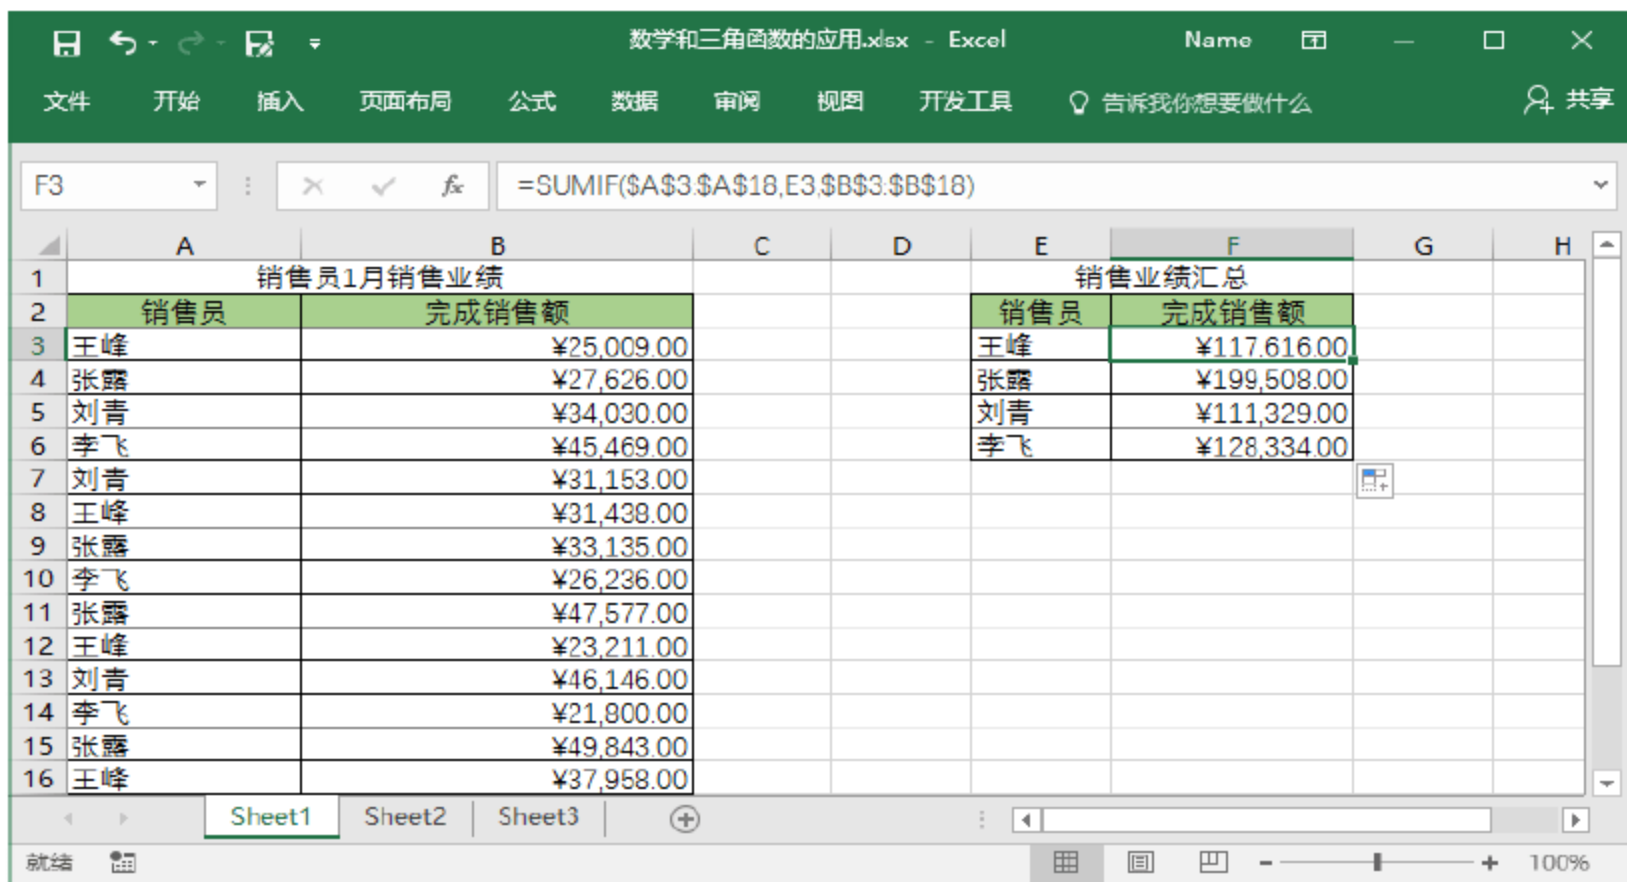 数学和三角函数的应用.xlsx - Excel Name
文件 开始 插入 页面布局 公式 数据 审阅 视图 开发工具 告诉我你想要做什么 共享
F3 fx =SUMIF($A$3:$A$18,E3,$B$3:$B$18)
A B C D E F G H
1 销售员1月销售业绩 销售业绩汇总
2 销售员 完成销售额 销售员 完成销售额
3 王峰 ¥25,009.00 王峰 ¥117,616.00
4 张露 ¥27,626.00 张露 ¥199,508.00
5 刘青 ¥34,030.00 刘青 ¥111,329.00
6 李飞 ¥45,469.00 李飞 ¥128,334.00
7 刘青 ¥31,153.00
8 王峰 ¥31,438.00
9 张露 ¥33,135.00
10 李飞 ¥26,236.00
11 张露 ¥47,577.00
12 王峰 ¥23,211.00
13 刘青 ¥46,146.00
14 李飞 ¥21,800.00
15 张露 ¥49,843.00
16 王峰 ¥37,958.00
Sheet1 Sheet2 Sheet3
就绪 100%